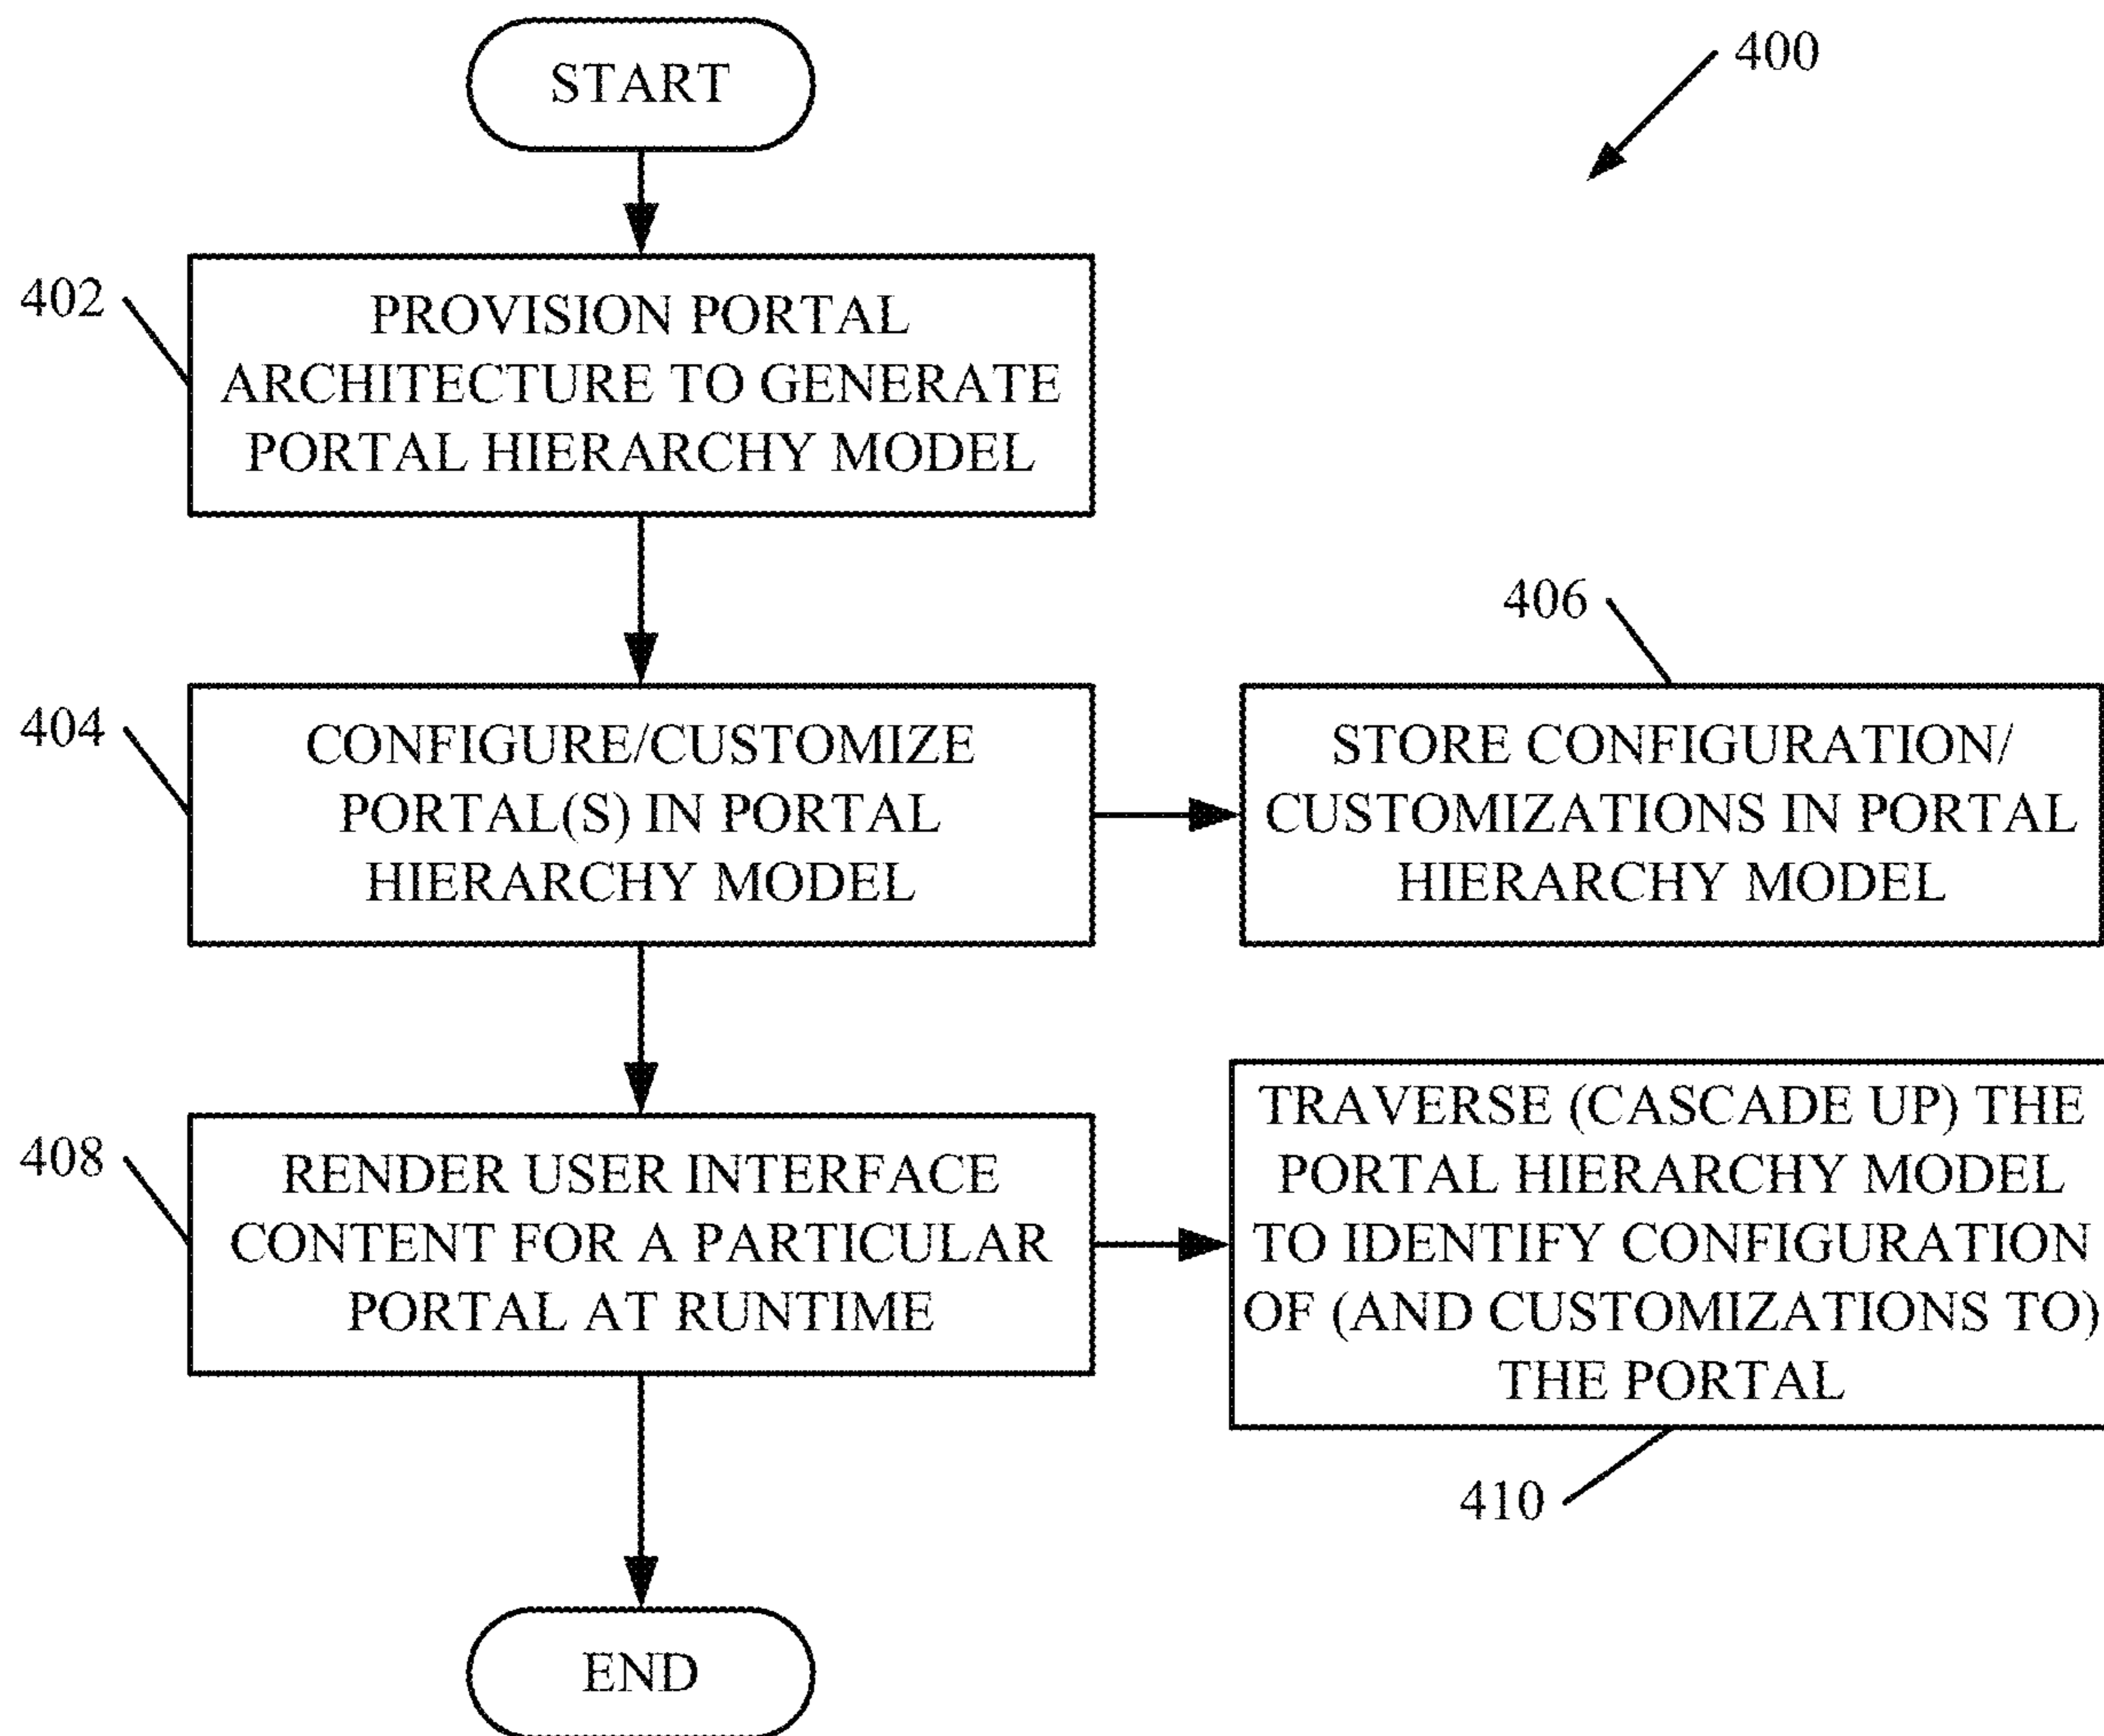 START
400
402
PROVISION PORTAL
ARCHITECTURE TO GENERATE
PORTAL HIERARCHY MODEL
406
404
CONFIGURE/CUSTOMIZE
PORTAL(S) IN PORTAL
HIERARCHY MODEL
STORE CONFIGURATION/
CUSTOMIZATIONS IN PORTAL
HIERARCHY MODEL
408
RENDER USER INTERFACE
CONTENT FOR A PARTICULAR
PORTAL AT RUNTIME
TRAVERSE (CASCADE UP) THE
PORTAL HIERARCHY MODEL
TO IDENTIFY CONFIGURATION
OF (AND CUSTOMIZATIONS TO)
THE PORTAL
410
END